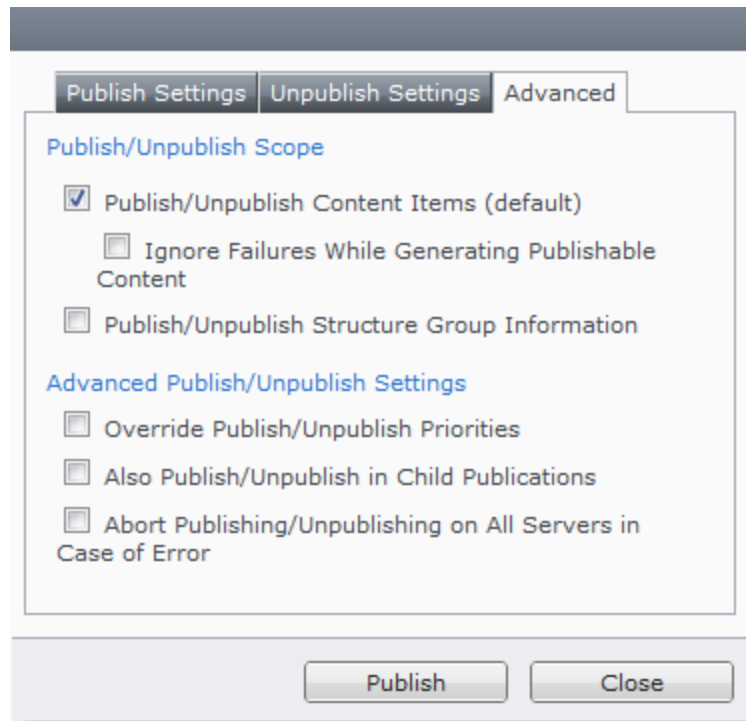 Publish Settings Unpublish Settings Advanced
Publish/Unpublish Scope
Publish/Unpublish Content Items (default)
Ignore Failures While Generating Publishable
Content
Publish/Unpublish Structure Group Information
Advanced Publish/Unpublish Settings
Override Publish/Unpublish Priorities
Also Publish/Unpublish in Child Publications
Abort Publishing/Unpublishing on All Servers in
Case of Error
Publish Close